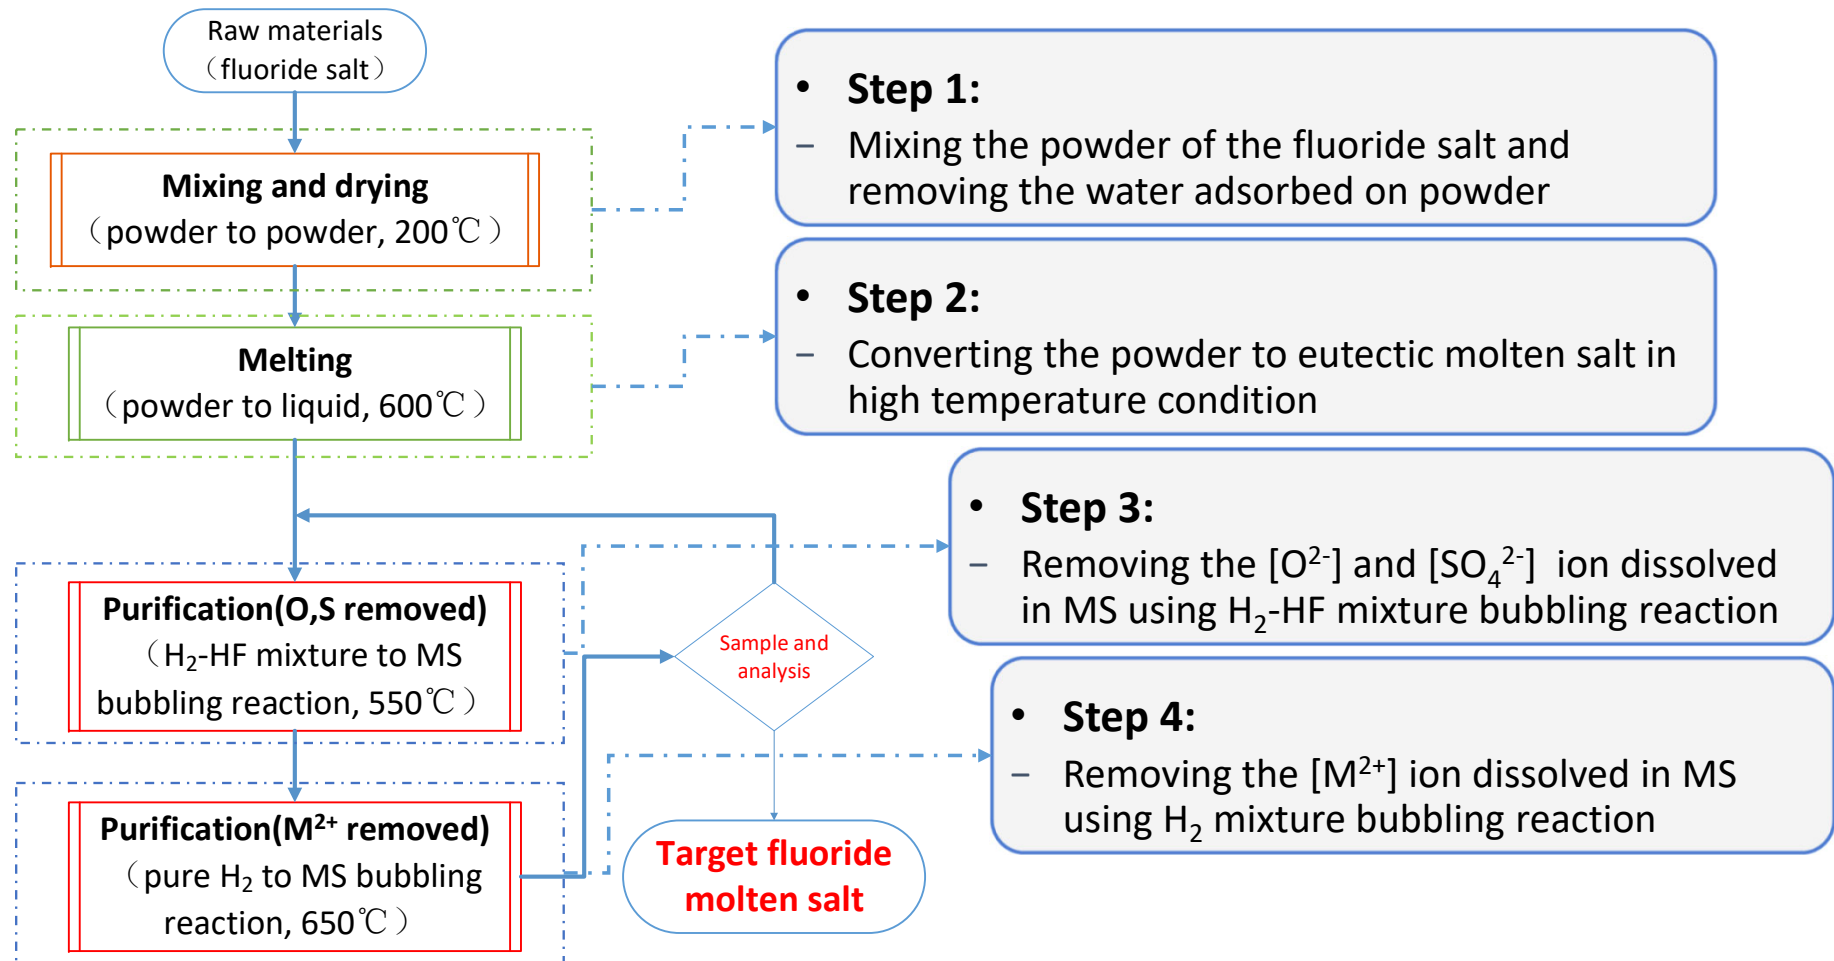 Raw materials
（fluoride salt）
Mixing and drying
（powder to powder, 200℃）
Melting
（powder to liquid, 600℃）
Purification(O,S removed)
（H₂-HF mixture to MS
bubbling reaction, 550℃）
Purification(M²⁺ removed)
（pure H₂ to MS bubbling
reaction, 650℃）
Sample and
analysis
Target fluoride
molten salt
• Step 1:
– Mixing the powder of the fluoride salt and
removing the water adsorbed on powder
• Step 2:
– Converting the powder to eutectic molten salt in
high temperature condition
• Step 3:
– Removing the [O²⁻] and [SO₄²⁻] ion dissolved
in MS using H₂-HF mixture bubbling reaction
• Step 4:
– Removing the [M²⁺] ion dissolved in MS
using H₂ mixture bubbling reaction